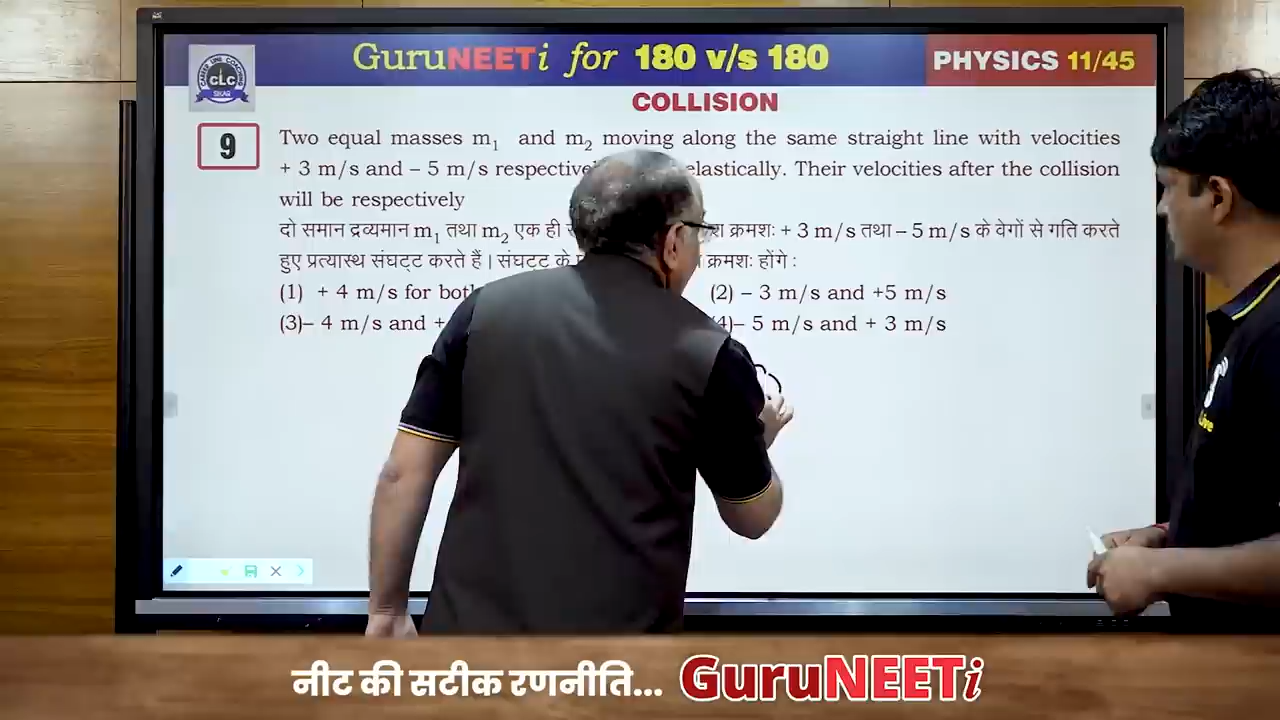 GuruNEETi for 180 v/s 180
PHYSICS 11/45
CLC
SIKAR
COLLISION
9
Two equal masses m₁ and m₂ moving along the same straight line with velocities
+ 3 m/s and – 5 m/s elastically. Their velocities after the collision
will be respectively
दो समान द्रव्यमान m₁ तथा m₂ एक ही क्रमशः + 3 m/s तथा – 5 m/s के वेगों से गति करते
हुए प्रत्यास्थ संघट्ट करते हैं। संघट्ट के क्रमशः होंगे :
(1) + 4 m/s for
(2) – 3 m/s and +5 m/s
(3)– 4 m/s and +
(4)– 5 m/s and + 3 m/s
नीट की सटीक रणनीति... GuruNEETi